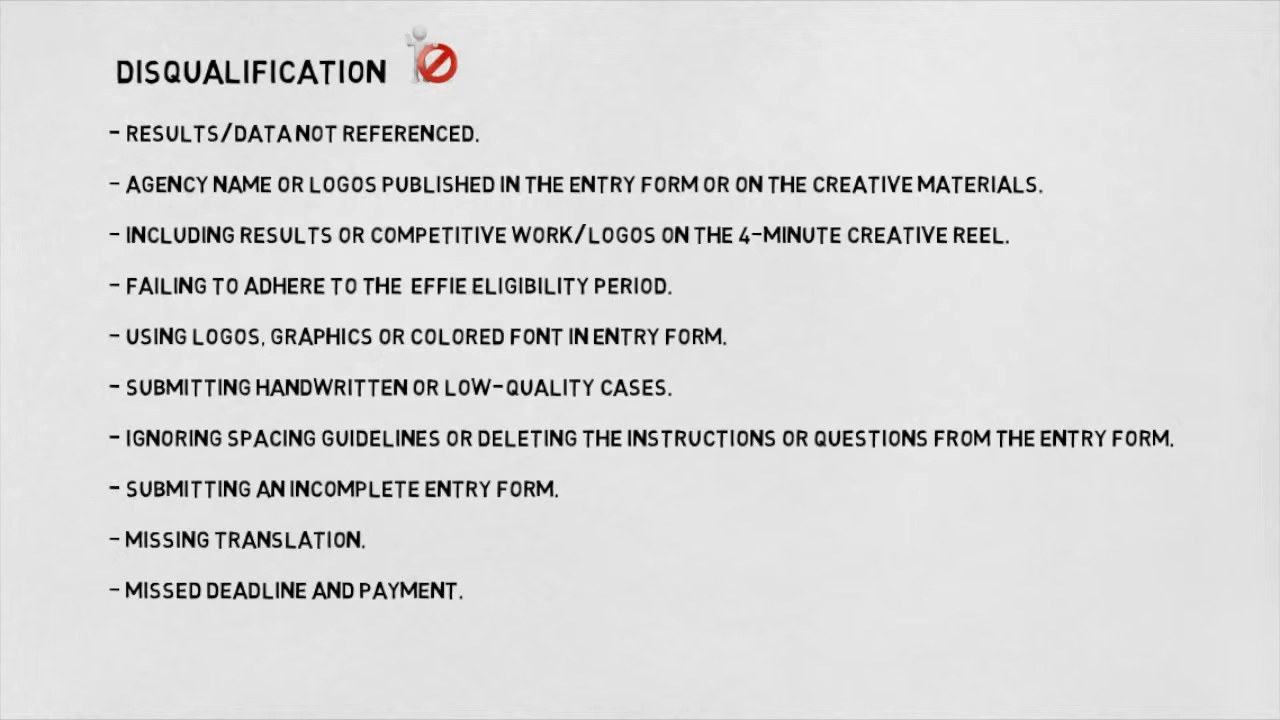 DISQUALIFICATION
- RESULTS/DATA NOT REFERENCED.
- AGENCY NAME OR LOGOS PUBLISHED IN THE ENTRY FORM OR ON THE CREATIVE MATERIALS.
- INCLUDING RESULTS OR COMPETITIVE WORK/LOGOS ON THE 4-MINUTE CREATIVE REEL.
- FAILING TO ADHERE TO THE EFFIE ELIGIBILITY PERIOD.
- USING LOGOS, GRAPHICS OR COLORED FONT IN ENTRY FORM.
- SUBMITTING HANDWRITTEN OR LOW-QUALITY CASES.
- IGNORING SPACING GUIDELINES OR DELETING THE INSTRUCTIONS OR QUESTIONS FROM THE ENTRY FORM.
- SUBMITTING AN INCOMPLETE ENTRY FORM.
- MISSING TRANSLATION.
- MISSED DEADLINE AND PAYMENT.